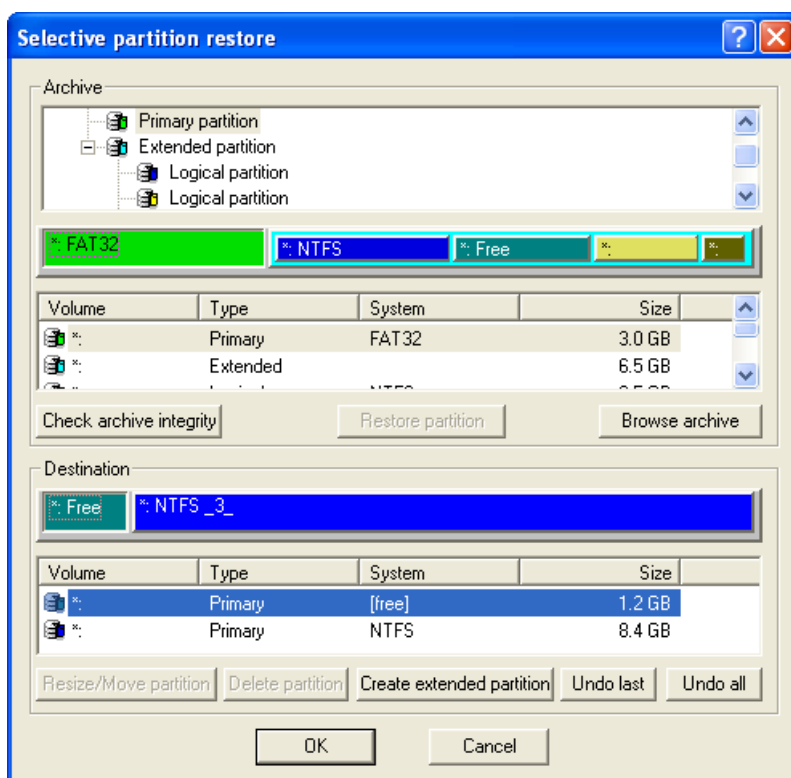 Selective partition restore
Archive
Primary partition
Extended partition
Logical partition
Logical partition
*: FAT32 *: NTFS *: Free *: *:
Volume Type System Size
*: Primary FAT32 3.0 GB
*: Extended 6.5 GB
Check archive integrity Restore partition Browse archive
Destination
*: Free *: NTFS _3_
Volume Type System Size
*: Primary [free] 1.2 GB
*: Primary NTFS 8.4 GB
Resize/Move partition Delete partition Create extended partition Undo last Undo all
OK Cancel